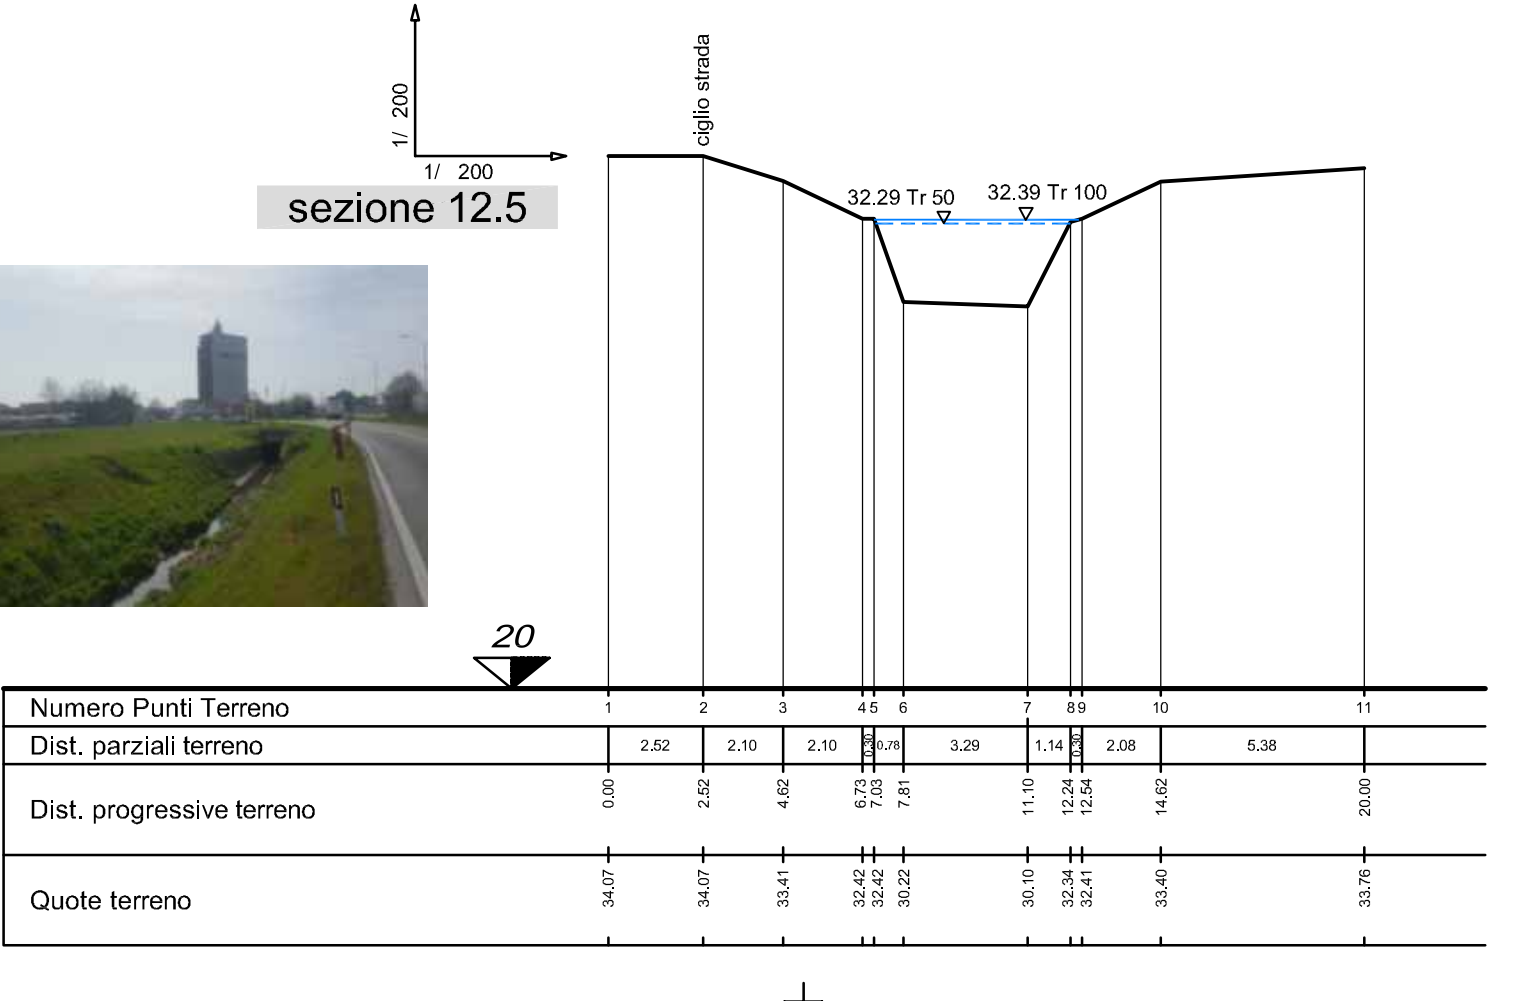 ciglio strada
1/ 200
1/ 200
sezione 12.5
32.29 Tr 50
32.39 Tr 100
20
Numero Punti Terreno 1 2 3 4 5 6 7 8 9 10 11
Dist. parziali terreno 2.52 2.10 2.10 0.30 0.78 3.29 1.14 0.30 2.08 5.38
Dist. progressive terreno 0.00 2.52 4.62 6.73 7.03 7.81 11.10 12.24 12.54 14.62 20.00
Quote terreno 34.07 34.07 33.41 32.42 32.42 30.22 30.10 32.34 32.41 33.40 33.76